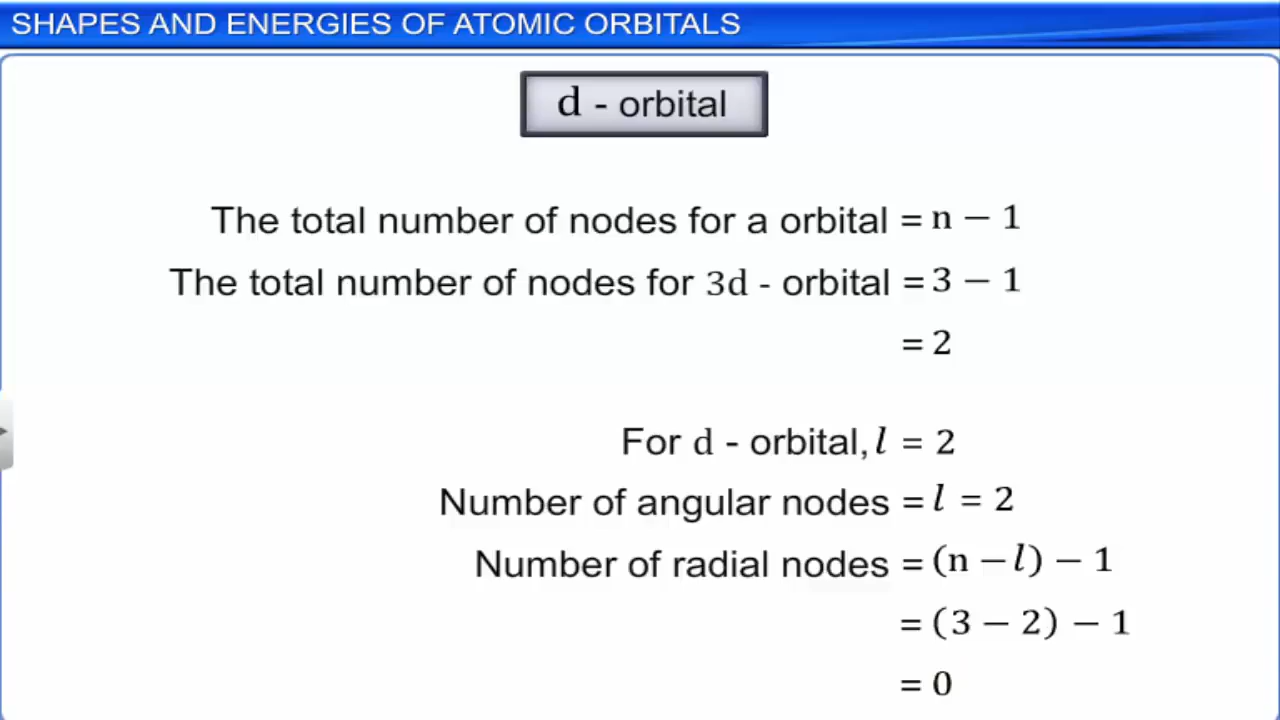 SHAPES AND ENERGIES OF ATOMIC ORBITALS
d - orbital
The total number of nodes for a orbital = n − 1
The total number of nodes for 3d - orbital = 3 − 1
= 2
For d - orbital, l = 2
Number of angular nodes = l = 2
Number of radial nodes = (n − l) − 1
= (3 − 2) − 1
= 0